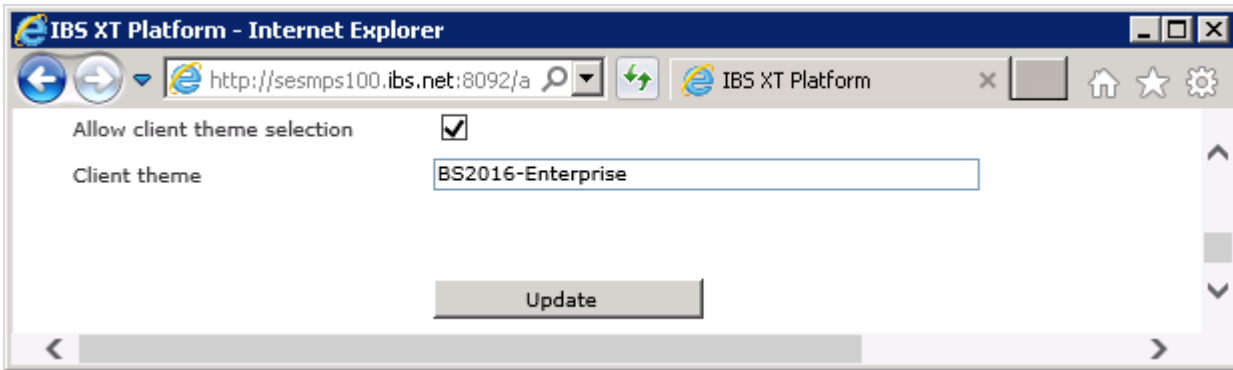 IBS XT Platform - Internet Explorer
http://sesmps100.ibs.net:8092/a IBS XT Platform
Allow client theme selection
Client theme BS2016-Enterprise
Update